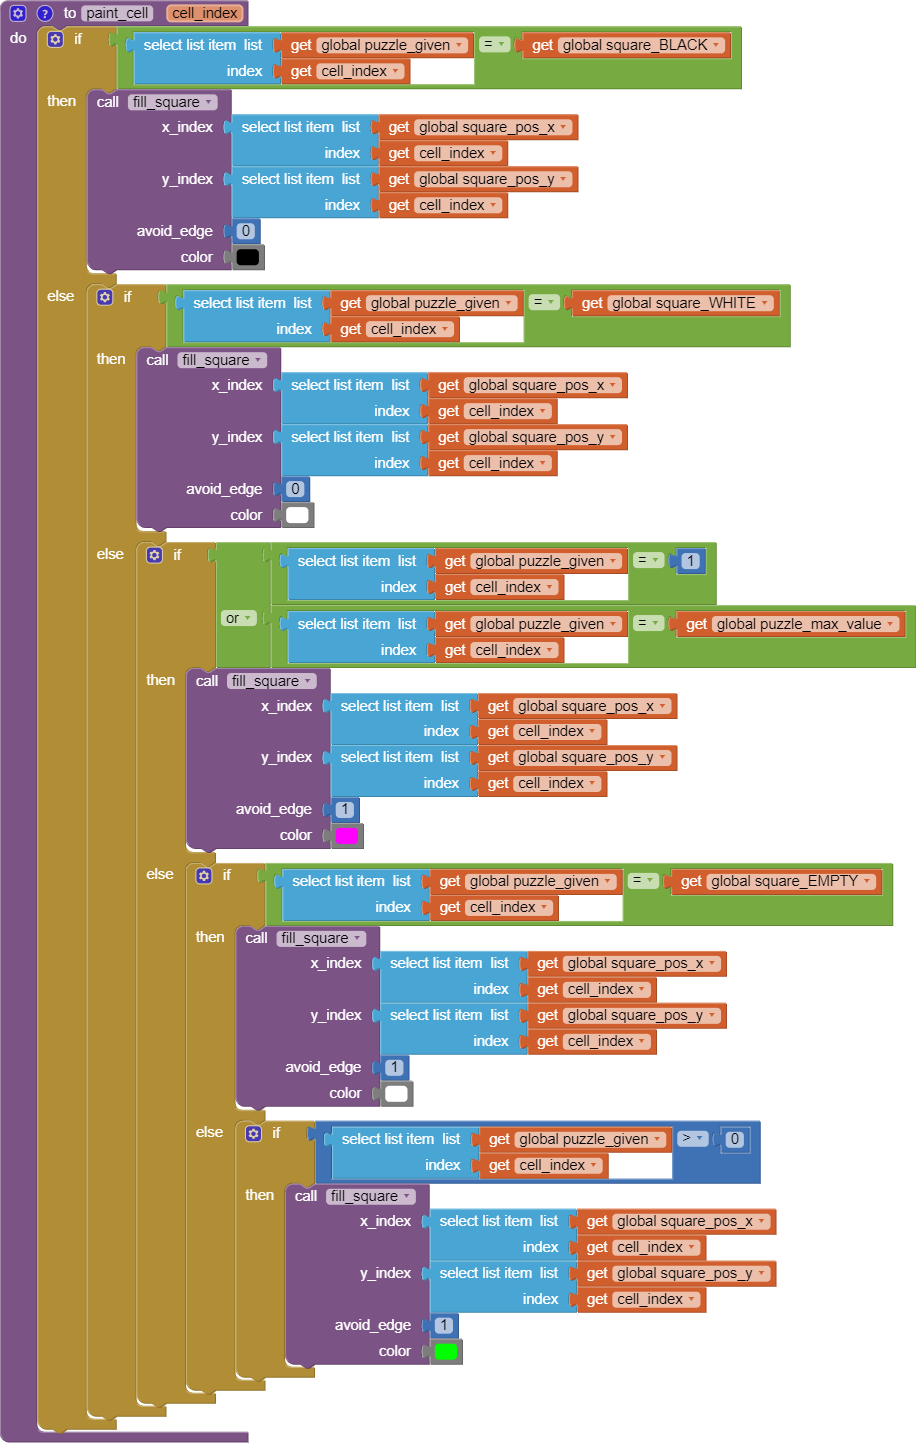 ? to paint_cell cell_index
do if select list item list get global puzzle_given = get global square_BLACK
index get cell_index
then call fill_square
x_index select list item list get global square_pos_x
index get cell_index
y_index select list item list get global square_pos_y
index get cell_index
avoid_edge 0
color
else if select list item list get global puzzle_given = get global square_WHITE
index get cell_index
then call fill_square
x_index select list item list get global square_pos_x
index get cell_index
y_index select list item list get global square_pos_y
index get cell_index
avoid_edge 0
color
else if select list item list get global puzzle_given = 1
index get cell_index
or select list item list get global puzzle_given = get global puzzle_max_value
index get cell_index
then call fill_square
x_index select list item list get global square_pos_x
index get cell_index
y_index select list item list get global square_pos_y
index get cell_index
avoid_edge 1
color
else if select list item list get global puzzle_given = get global square_EMPTY
index get cell_index
then call fill_square
x_index select list item list get global square_pos_x
index get cell_index
y_index select list item list get global square_pos_y
index get cell_index
avoid_edge 1
color
else if select list item list get global puzzle_given > 0
index get cell_index
then call fill_square
x_index select list item list get global square_pos_x
index get cell_index
y_index select list item list get global square_pos_y
index get cell_index
avoid_edge 1
color